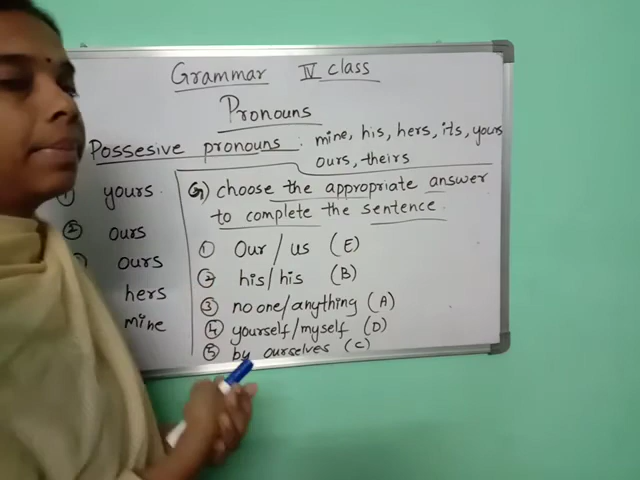 Grammar IV class
Pronouns
Possesive pronouns : mine, his, hers, its, yours
ours, theirs
① yours
② ours
ours
hers
mine
G) choose the appropriate answer
to complete the sentence.
① Our / us (E)
② his / his (B)
③ no one / anything (A)
④ yourself / myself (D)
⑤ by ourselves (C)